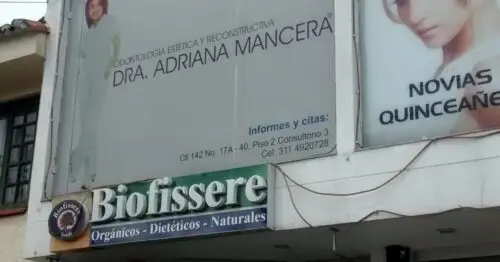 ODONTOLOGIA ESTETICA Y RECONSTRUCTIVA
DRA. ADRIANA MANCERA
Informes y citas:
Cll 142 No. 17A - 40, Piso 2 Consultorio 3
Cel: 311 4920728
NOVIAS
QUINCEAÑE
Biofissere
Biofissere
Orgánicos - Dietéticos - Naturales